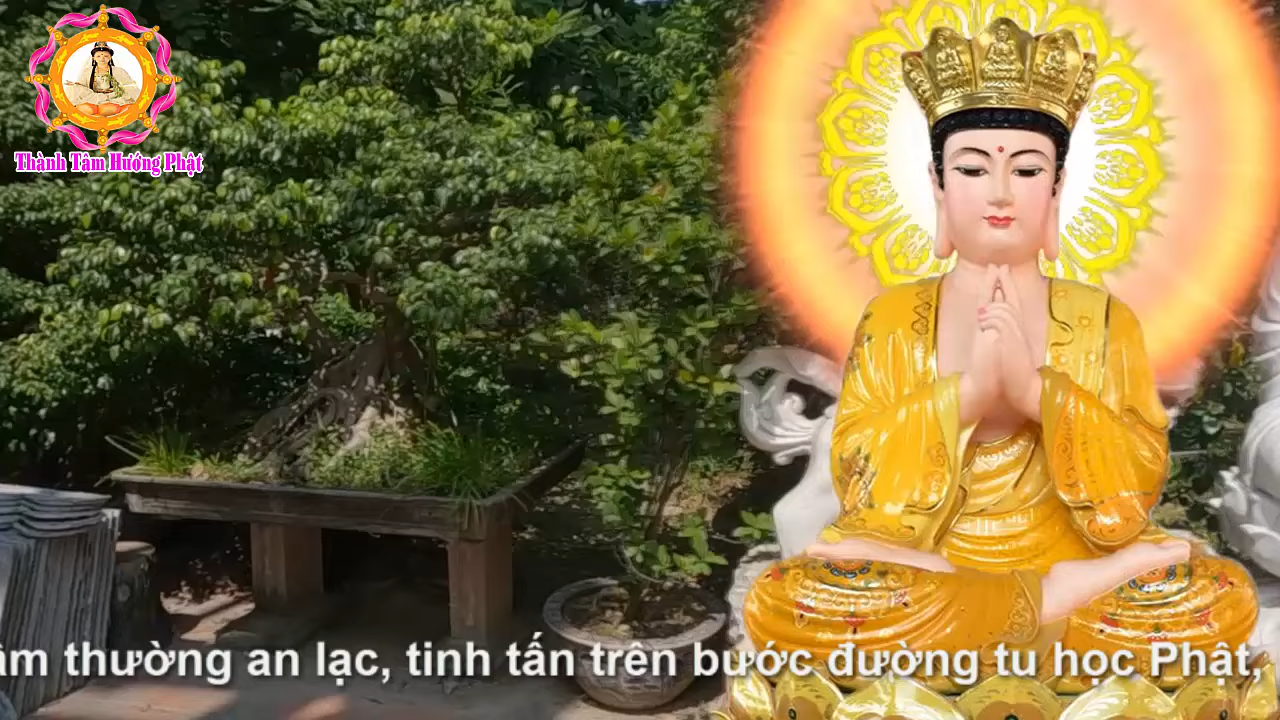 Thành Tâm Hướng Phật
thường an lạc, tinh tấn trên bước đường tu học Phật,